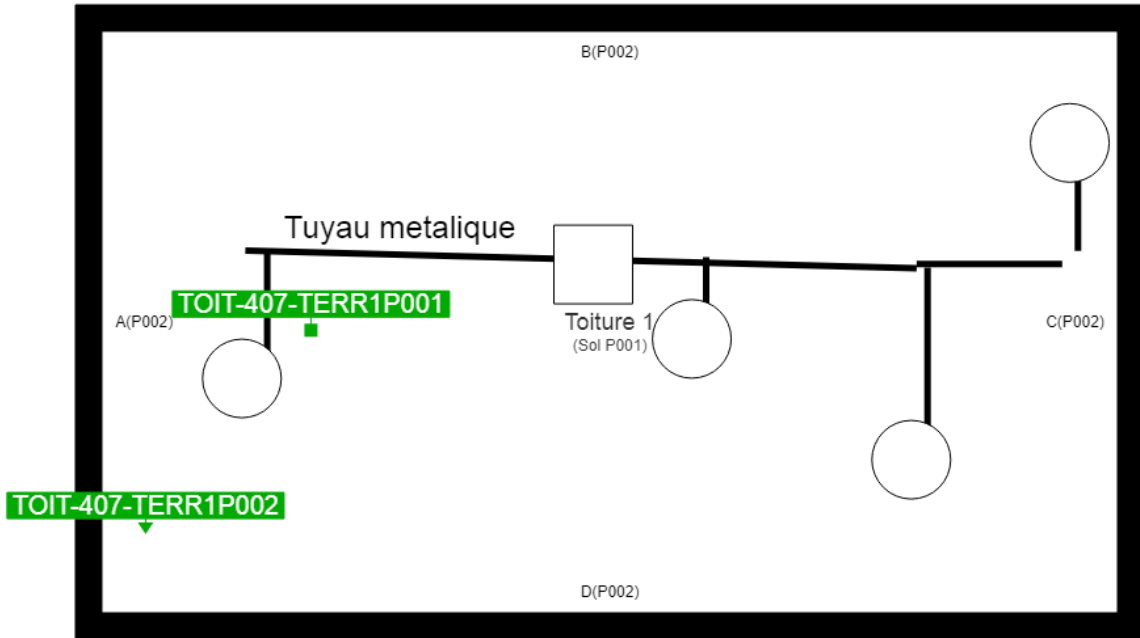 B(P002)
Tuyau metalique
TOIT-407-TERR1P001
A(P002)
Toiture 1
(Sol P001)
C(P002)
TOIT-407-TERR1P002
D(P002)